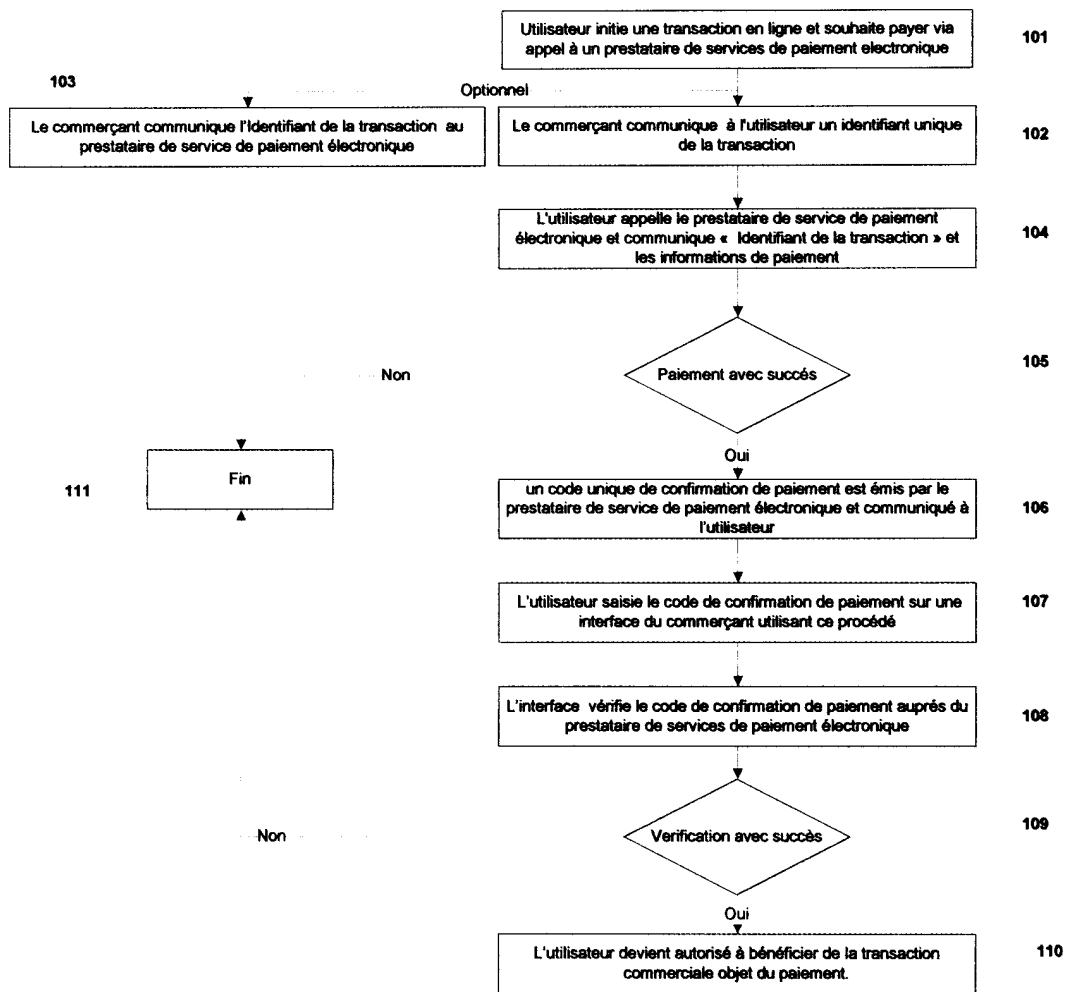 Utilisateur initie une transaction en ligne et souhaite payer via
appel à un prestataire de services de paiement electronique
101
103
Optionnel
Le commerçant communique l'Identifiant de la transaction au
prestataire de service de paiement électronique
Le commerçant communique à l'utilisateur un identifiant unique
de la transaction
102
L'utilisateur appelle le prestataire de service de paiement
électronique et communique « Identifiant de la transaction » et
les informations de paiement
104
Paiement avec succés
105
Non
Oui
Fin
111
un code unique de confirmation de paiement est émis par le
prestataire de service de paiement électronique et communiqué à
l'utilisateur
106
L'utilisateur saisie le code de confirmation de paiement sur une
interface du commerçant utilisant ce procédé
107
L'interface vérifie le code de confirmation de paiement auprés du
prestataire de services de paiement électronique
108
Verification avec succès
109
Non
Oui
L'utilisateur devient autorisé à bénéficier de la transaction
commerciale objet du paiement.
110